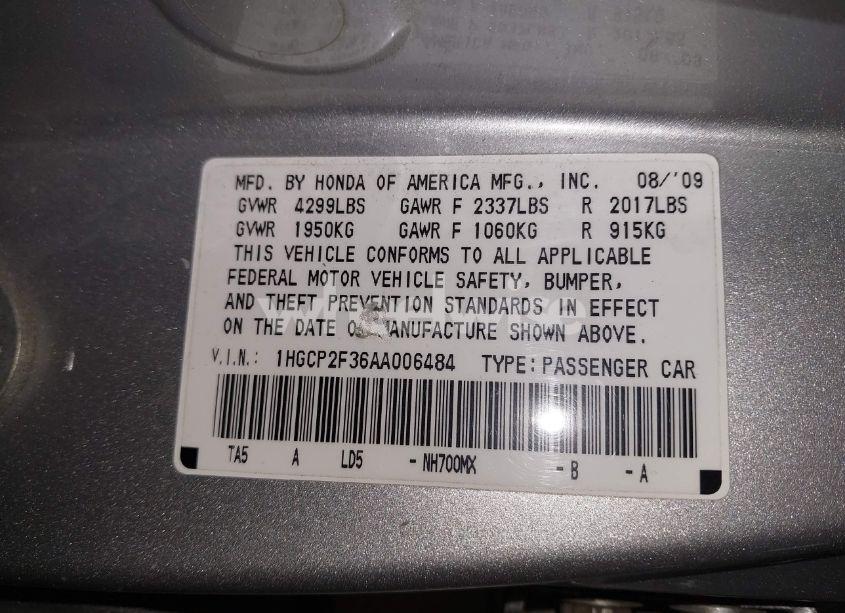 MFD. BY HONDA OF AMERICA MFG., INC. 08/'09
GVWR 4299LBS GAWR F 2337LBS R 2017LBS
GVWR 1950KG GAWR F 1060KG R 915KG
THIS VEHICLE CONFORMS TO ALL APPLICABLE
FEDERAL MOTOR VEHICLE SAFETY, BUMPER,
AND THEFT PREVENTION STANDARDS IN EFFECT
ON THE DATE MANUFACTURE SHOWN ABOVE.
V.I.N.: 1HGCP2F36AA006484 TYPE: PASSENGER CAR
TA5 A LD5 - NH700MX - B - A